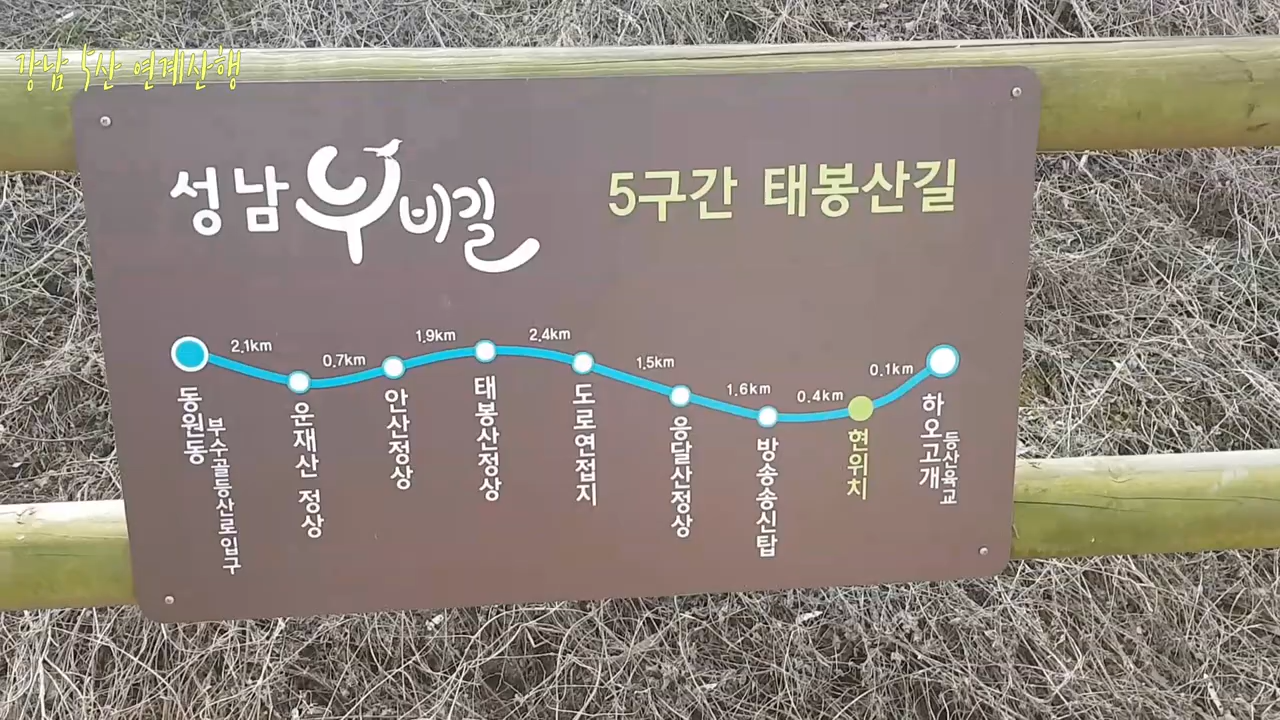 강남 5산 연계산행
성남 누비길
5구간 태봉산길
2.1km
0.7km
1.9km
2.4km
1.5km
1.6km
0.4km
0.1km
동원동
부수골등산로입구
운재산 정상
안산정상
태봉산정상
도로연접지
응달산정상
방송송신탑
현위치
하오고개
등산육교